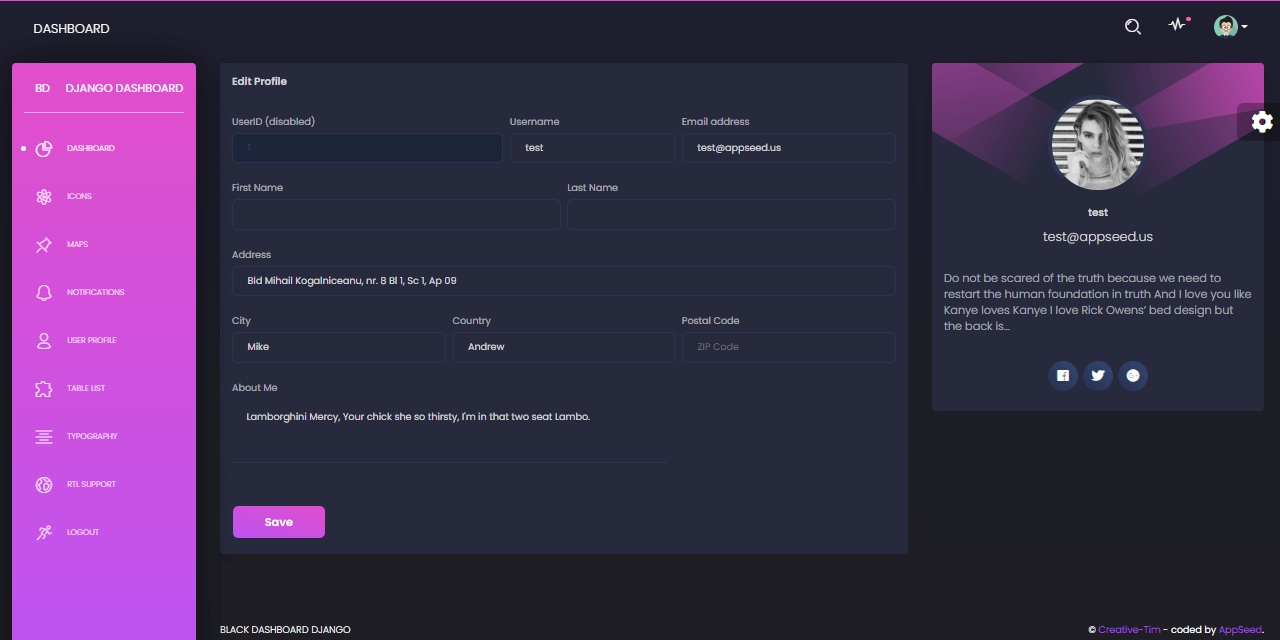 DASHBOARD
BD DJANGO DASHBOARD
DASHBOARD
ICONS
MAPS
NOTIFICATIONS
USER PROFILE
TABLE LIST
TYPOGRAPHY
RTL SUPPORT
LOGOUT
Edit Profile
UserID (disabled) Username Email address
1 test test@appseed.us
First Name Last Name
Address
Bld Mihail Kogalniceanu, nr. 8 Bl 1, Sc 1, Ap 09
City Country Postal Code
Mike Andrew ZIP Code
About Me
Lamborghini Mercy, Your chick she so thirsty, I'm in that two seat Lambo.
Save
test
test@appseed.us
Do not be scared of the truth because we need to
restart the human foundation in truth And I love you like
Kanye loves Kanye I love Rick Owens' bed design but
the back is...
BLACK DASHBOARD DJANGO
© Creative-Tim - coded by AppSeed.